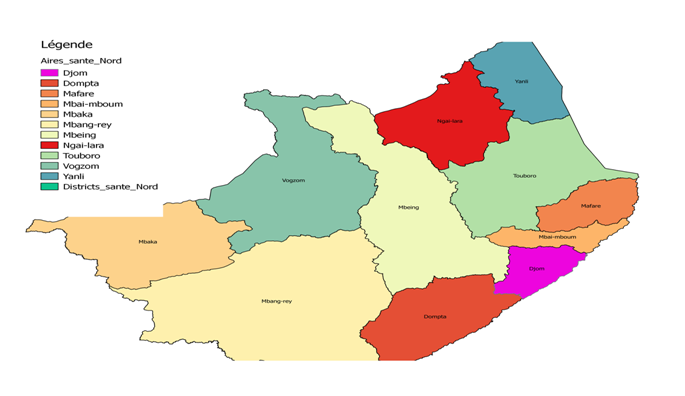 Légende
Aires_sante_Nord
Djom
Dompta
Mafare
Mbai-mboum
Mbaka
Mbang-rey
Mbeing
Ngai-lara
Touboro
Vogzom
Yanli
Districts_sante_Nord
Yanli
Ngai-lara
Touboro
Vogzom
Mafare
Mbeing
Mbai-mboum
Mbaka
Djom
Mbang-rey
Dompta